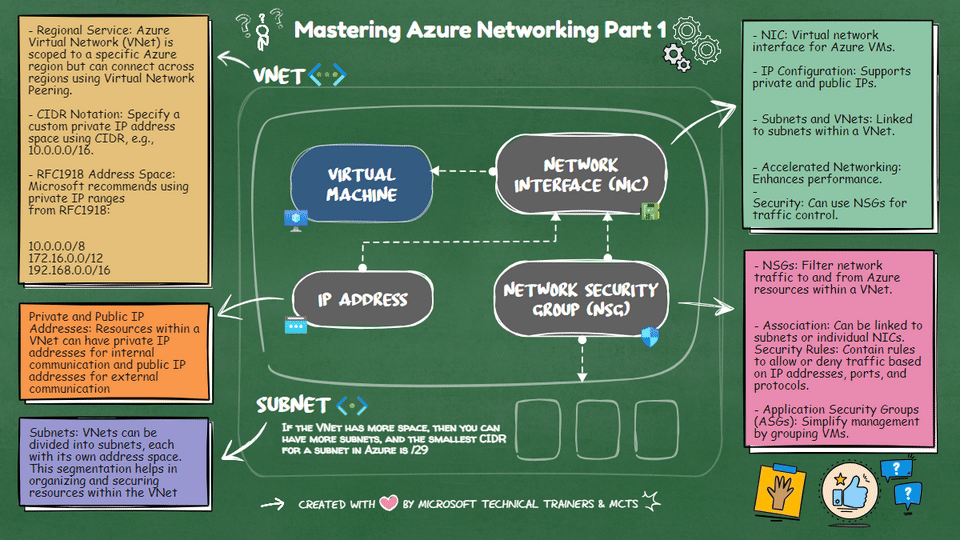 Mastering Azure Networking Part 1
- Regional Service: Azure
Virtual Network (VNet) is
scoped to a specific Azure
region but can connect across
regions using Virtual Network
Peering.
- CIDR Notation: Specify a
custom private IP address
space using CIDR, e.g.,
10.0.0.0/16.
- RFC1918 Address Space:
Microsoft recommends using
private IP ranges
from RFC1918:
10.0.0.0/8
172.16.0.0/12
192.168.0.0/16
Private and Public IP
Addresses: Resources within a
VNet can have private IP
addresses for internal
communication and public IP
addresses for external
communication
Subnets: VNets can be
divided into subnets, each
with its own address space.
This segmentation helps in
organizing and securing
resources within the VNet
VNET
VIRTUAL
MACHINE
NETWORK
INTERFACE (NIC)
IP ADDRESS
NETWORK SECURITY
GROUP (NSG)
SUBNET
IF THE VNET HAS MORE SPACE, THEN YOU CAN
HAVE MORE SUBNETS, AND THE SMALLEST CIDR
FOR A SUBNET IN AZURE IS /29
CREATED WITH BY MICROSOFT TECHNICAL TRAINERS & MCTS
- NIC: Virtual network
interface for Azure VMs.
- IP Configuration: Supports
private and public IPs.
- Subnets and VNets: Linked
to subnets within a VNet.
- Accelerated Networking:
Enhances performance.
-
Security: Can use NSGs for
traffic control.
- NSGs: Filter network
traffic to and from Azure
resources within a VNet.
- Association: Can be linked to
subnets or individual NICs.
Security Rules: Contain rules
to allow or deny traffic based
on IP addresses, ports, and
protocols.
- Application Security Groups
(ASGs): Simplify management
by grouping VMs.